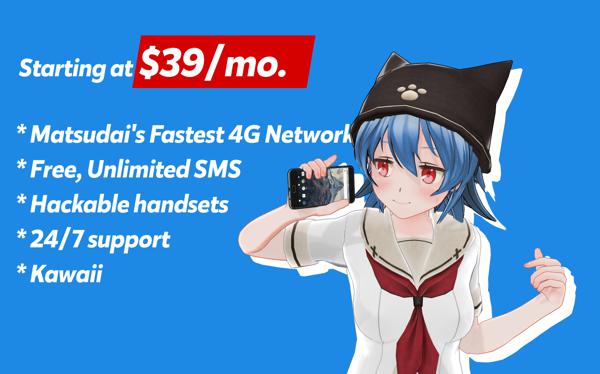 Starting at $39/mo.
* Matsudai's Fastest 4G Network
* Free, Unlimited SMS
* Hackable handsets
* 24/7 support
* Kawaii